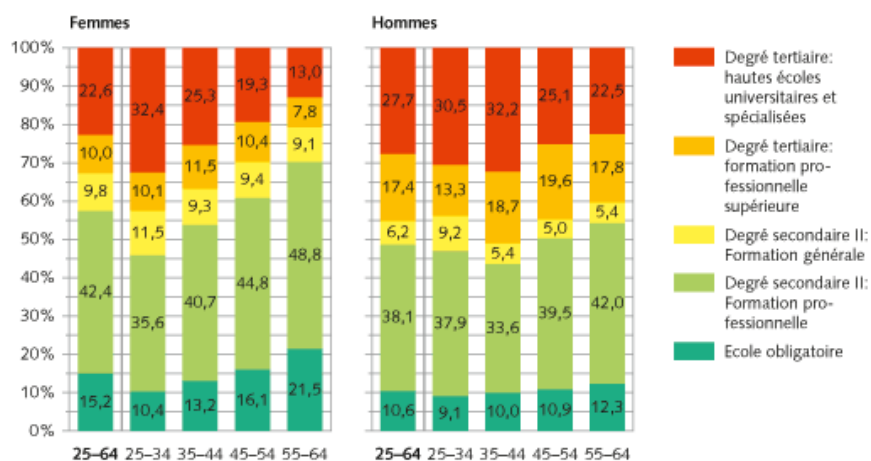 Femmes
Hommes
100%
90%
80%
70%
60%
50%
40%
30%
20%
10%
0%
22,6 32,4 25,3 19,3 13,0
10,0 10,1 11,5 10,4 7,8
9,8 11,5 9,3 9,4 9,1
42,4 35,6 40,7 44,8 48,8
15,2 10,4 13,2 16,1 21,5
25–64 25–34 35–44 45–54 55–64
27,7 30,5 32,2 25,1 22,5
17,4 13,3 18,7 19,6 17,8
6,2 9,2 5,4 5,0 5,4
38,1 37,9 33,6 39,5 42,0
10,6 9,1 10,0 10,9 12,3
25–64 25–34 35–44 45–54 55–64
Degré tertiaire:
hautes écoles
universitaires et
spécialisées
Degré tertiaire:
formation pro-
fessionnelle
supérieure
Degré secondaire II:
Formation générale
Degré secondaire II:
Formation pro-
fessionnelle
Ecole obligatoire